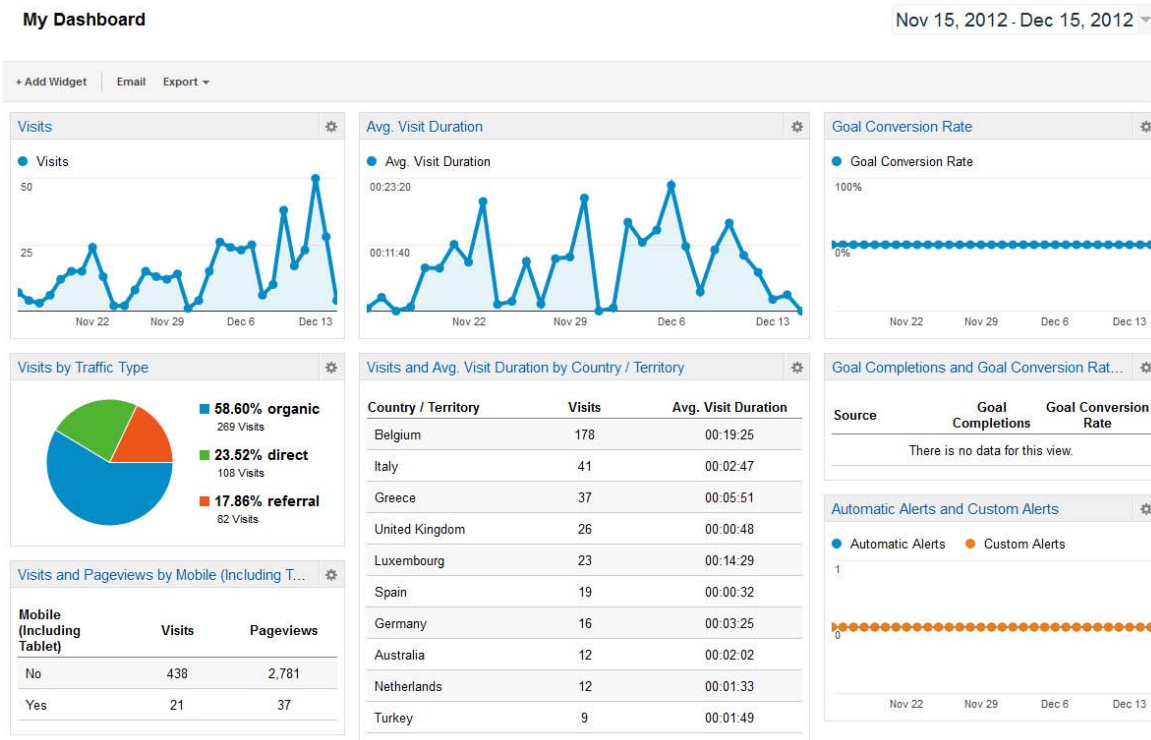 My Dashboard
Nov 15, 2012 - Dec 15, 2012
+ Add Widget Email Export
Visits
Visits
50
25
Nov 22 Nov 29 Dec 6 Dec 13
Avg. Visit Duration
Avg. Visit Duration
00:23:20
00:11:40
Nov 22 Nov 29 Dec 6 Dec 13
Goal Conversion Rate
Goal Conversion Rate
100%
0%
Nov 22 Nov 29 Dec 6 Dec 13
Visits by Traffic Type
58.60% organic
269 Visits
23.52% direct
108 Visits
17.86% referral
82 Visits
Visits and Pageviews by Mobile (Including T...
Mobile
(Including
Tablet)
Visits Pageviews
No 438 2,781
Yes 21 37
Visits and Avg. Visit Duration by Country / Territory
Country / Territory Visits Avg. Visit Duration
Belgium 178 00:19:25
Italy 41 00:02:47
Greece 37 00:05:51
United Kingdom 26 00:00:48
Luxembourg 23 00:14:29
Spain 19 00:00:32
Germany 16 00:03:25
Australia 12 00:02:02
Netherlands 12 00:01:33
Turkey 9 00:01:49
Goal Completions and Goal Conversion Rat...
Source
Goal
Completions
Goal Conversion
Rate
There is no data for this view.
Automatic Alerts and Custom Alerts
Automatic Alerts Custom Alerts
1
0
Nov 22 Nov 29 Dec 6 Dec 13